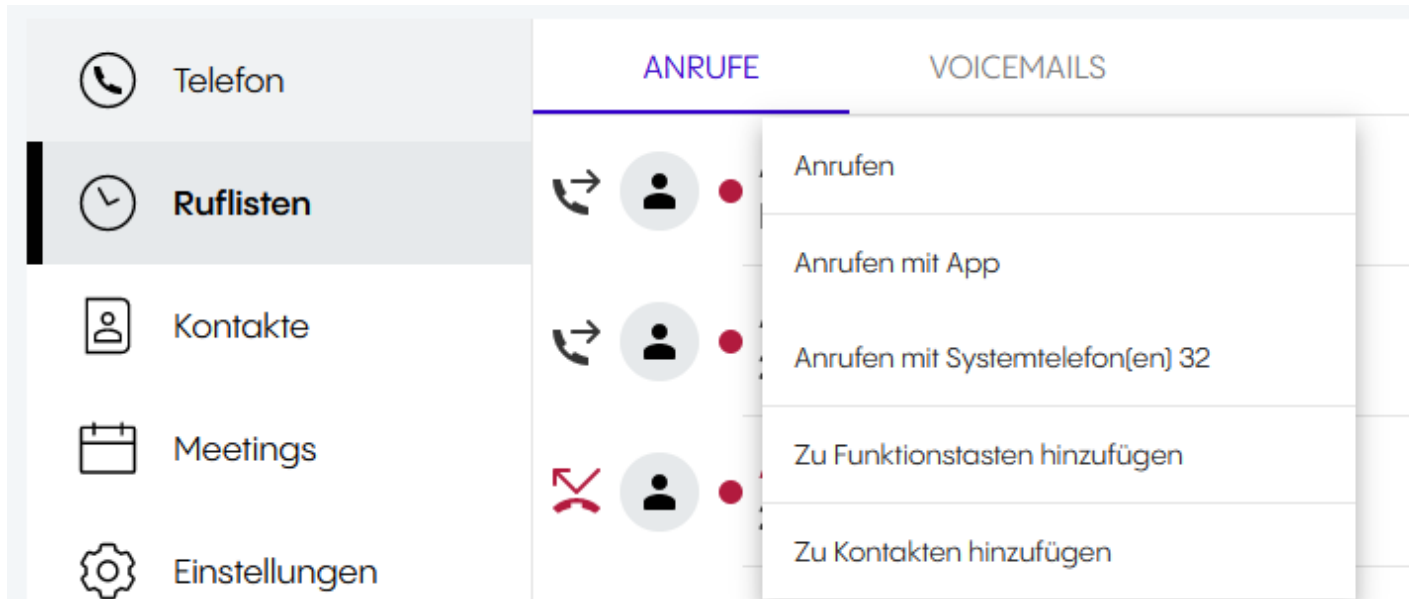 Telefon
Ruflisten
Kontakte
Meetings
Einstellungen
ANRUFE
VOICEMAILS
Anrufen
Anrufen mit App
Anrufen mit Systemtelefon(en) 32
Zu Funktionstasten hinzufügen
Zu Kontakten hinzufügen